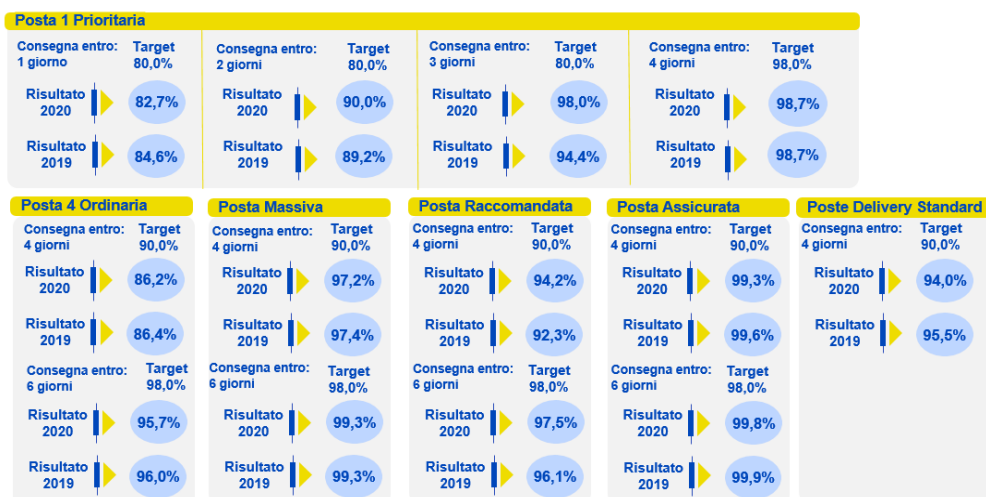 Posta 1 Prioritaria
Consegna entro:
1 giorno
Target
80,0%
Risultato
2020
82,7%
Risultato
2019
84,6%
Consegna entro:
2 giorni
Target
80,0%
Risultato
2020
90,0%
Risultato
2019
89,2%
Consegna entro:
3 giorni
Target
80,0%
Risultato
2020
98,0%
Risultato
2019
94,4%
Consegna entro:
4 giorni
Target
98,0%
Risultato
2020
98,7%
Risultato
2019
98,7%
Posta 4 Ordinaria
Consegna entro:
4 giorni
Target
90,0%
Risultato
2020
86,2%
Risultato
2019
86,4%
Consegna entro:
6 giorni
Target
98,0%
Risultato
2020
95,7%
Risultato
2019
96,0%
Posta Massiva
Consegna entro:
4 giorni
Target
90,0%
Risultato
2020
97,2%
Risultato
2019
97,4%
Consegna entro:
6 giorni
Target
98,0%
Risultato
2020
99,3%
Risultato
2019
99,3%
Posta Raccomandata
Consegna entro:
4 giorni
Target
90,0%
Risultato
2020
94,2%
Risultato
2019
92,3%
Consegna entro:
6 giorni
Target
98,0%
Risultato
2020
97,5%
Risultato
2019
96,1%
Posta Assicurata
Consegna entro:
4 giorni
Target
90,0%
Risultato
2020
99,3%
Risultato
2019
99,6%
Consegna entro:
6 giorni
Target
98,0%
Risultato
2020
99,8%
Risultato
2019
99,9%
Poste Delivery Standard
Consegna entro:
4 giorni
Target
90,0%
Risultato
2020
94,0%
Risultato
2019
95,5%